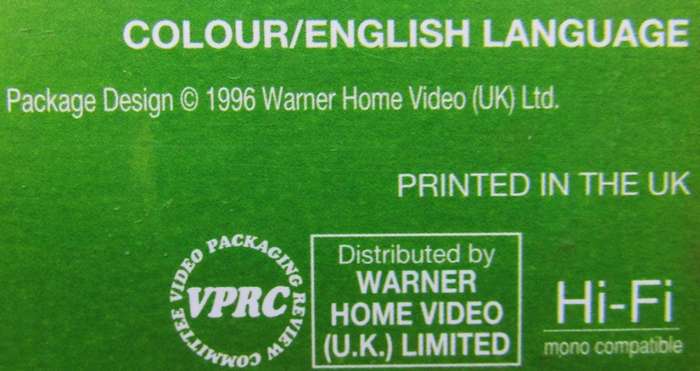 COLOUR/ENGLISH LANGUAGE
Package Design © 1996 Warner Home Video (UK) Ltd.
PRINTED IN THE UK
VIDEO PACKAGING REVIEW COMMITTEE
VPRC
Distributed by
WARNER
HOME VIDEO
(U.K.) LIMITED
Hi-Fi
mono compatible